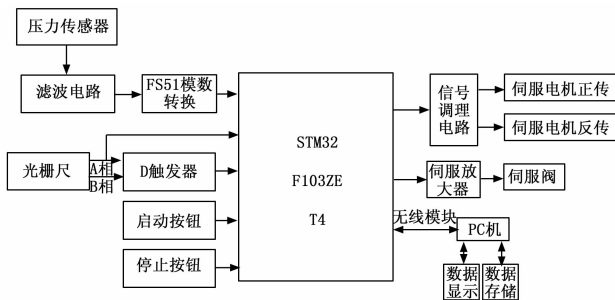 压力传感器
滤波电路
FS51模数
转换
光栅尺
A相
B相
D触发器
启动按钮
停止按钮
STM32
F103ZE
T4
信号
调理
电路
伺服电机正传
伺服电机反传
伺服放
大器
伺服阀
无线模块
PC机
数据
显示
数据
存储